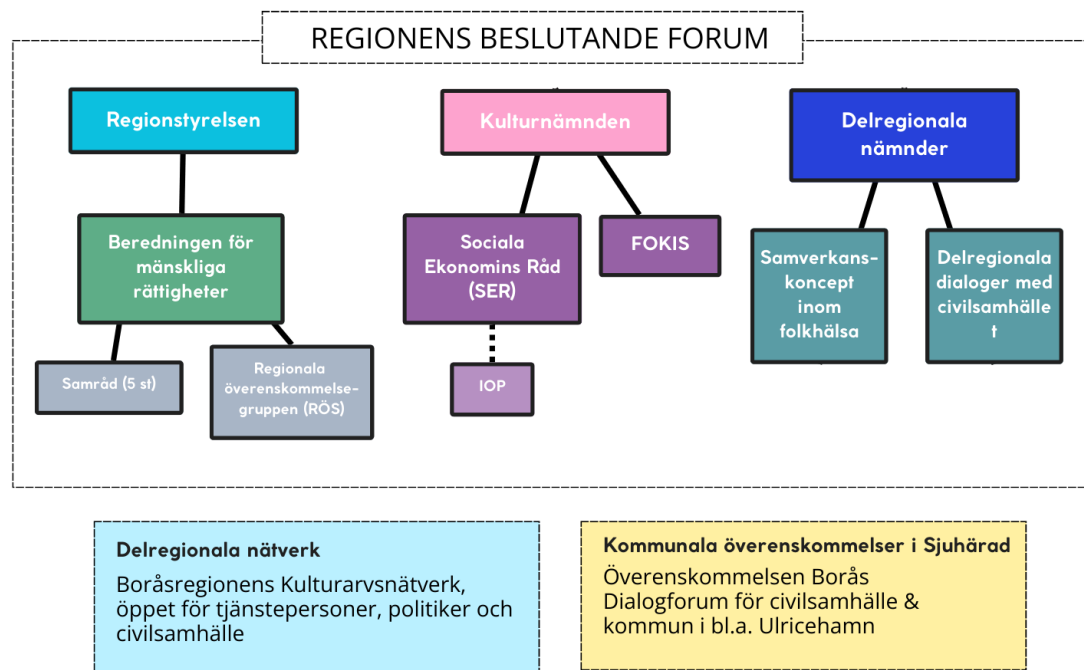 REGIONENS BESLUTANDE FORUM
Regionstyrelsen
Kulturnämnden
Delregionala
nämnder
Beredningen för
mänskliga
rättigheter
Sociala
Ekonomins Råd
(SER)
FOKIS
Samverkans-
koncept
inom
folkhälsa
Delregionala
dialoger med
civilsamhälle
t
Samråd (5 st)
Regionala
överenskommelse-
gruppen (RÖS)
IOP
Delregionala nätverk
Boråsregionens Kulturarvsnätverk,
öppet för tjänstepersoner, politiker och
civilsamhälle
Kommunala överenskommelser i Sjuhärad
Överenskommelsen Borås
Dialogforum för civilsamhälle &
kommun i bl.a. Ulricehamn